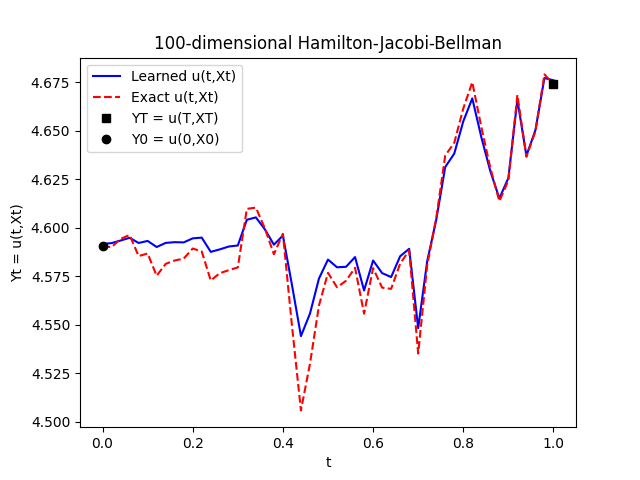 100-dimensional Hamilton-Jacobi-Bellman
Learned u(t,Xt)
Exact u(t,Xt)
YT = u(T,XT)
Y0 = u(0,X0)
Yt = u(t,Xt)
4.675
4.650
4.625
4.600
4.575
4.550
4.525
4.500
0.0 0.2 0.4 0.6 0.8 1.0
t